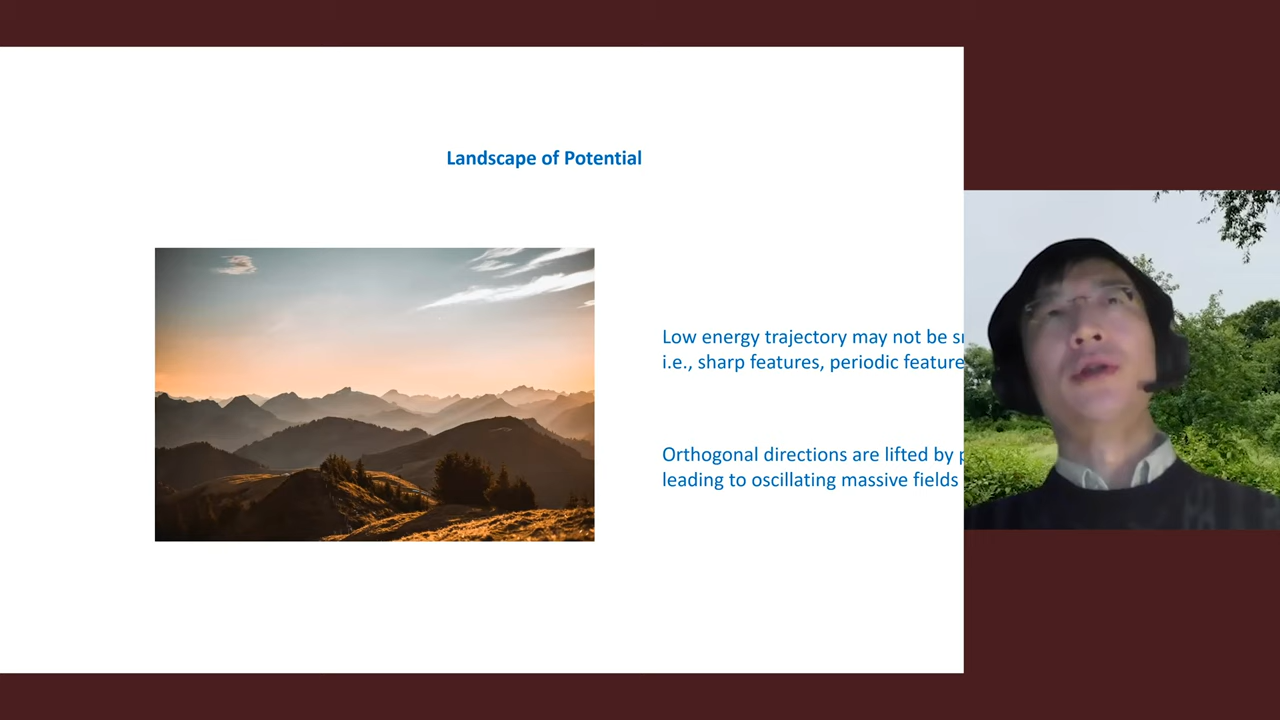 Landscape of Potential
Low energy trajectory may not be
i.e., sharp features, periodic feature
Orthogonal directions are lifted by
leading to oscillating massive fields